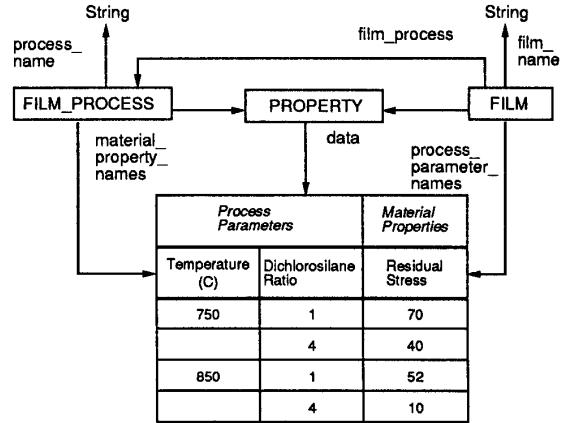 String
String
process_
name
film_process
film_
name
FILM_PROCESS
PROPERTY
FILM
material_
property_
names
data
process_
parameter_
names
Process
Parameters
Material
Properties
Temperature
(C)
Dichlorosilane
Ratio
Residual
Stress
750 1 70
4 40
850 1 52
4 10